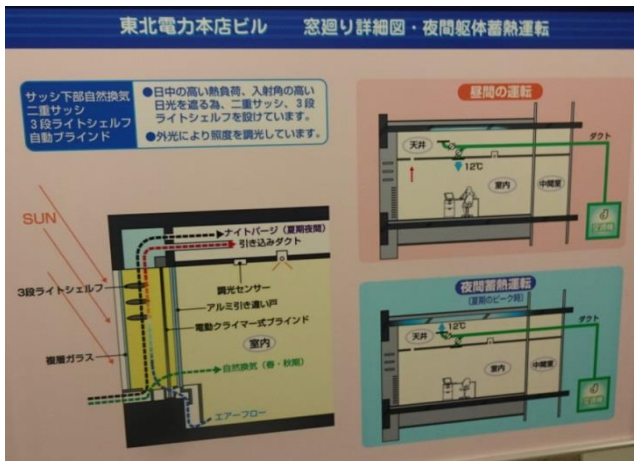 東北電力本店ビル 窓廻り詳細図・夜間躯体蓄熱運転
サッシ下部自然換気
二重サッシ
3段ライトシェルフ
自動ブラインド
●日中の高い熱負荷、入射角の高い
日光を遮る為、二重サッシ、3段
ライトシェルフを設けています。
●外光により照度を調光しています。
SUN
ナイトパージ(夏期夜間)
引き込みダクト
3段ライトシェルフ
調光センサー
アルミ引き違い戸
電動クライマー式ブラインド
複層ガラス
室内
自然換気(春・秋期)
エアーフロー
昼間の運転
天井
12℃
ダクト
室内
中間室
夜間蓄熱運転
(夏期のピーク時)
天井
12℃
ダクト
室内
中間室